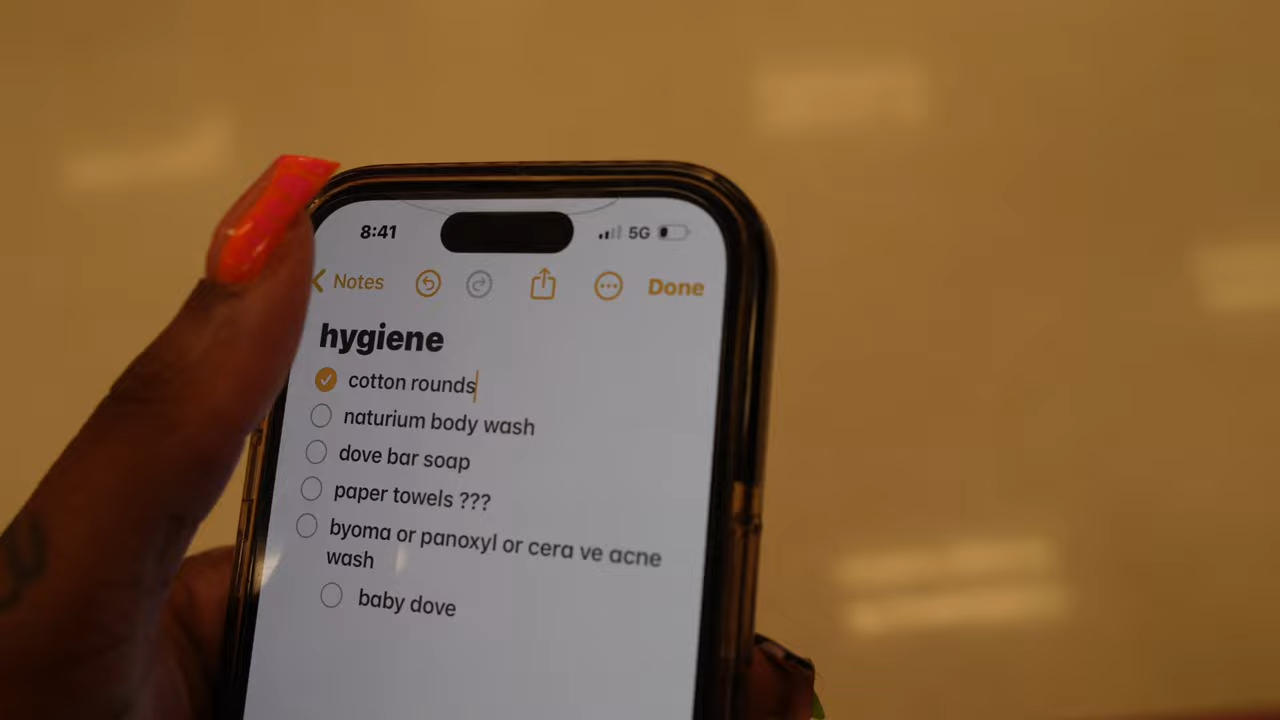 8:41 5G
Notes Done
hygiene
cotton rounds
naturium body wash
dove bar soap
paper towels ???
byoma or panoxyl or cera ve acne
wash
baby dove